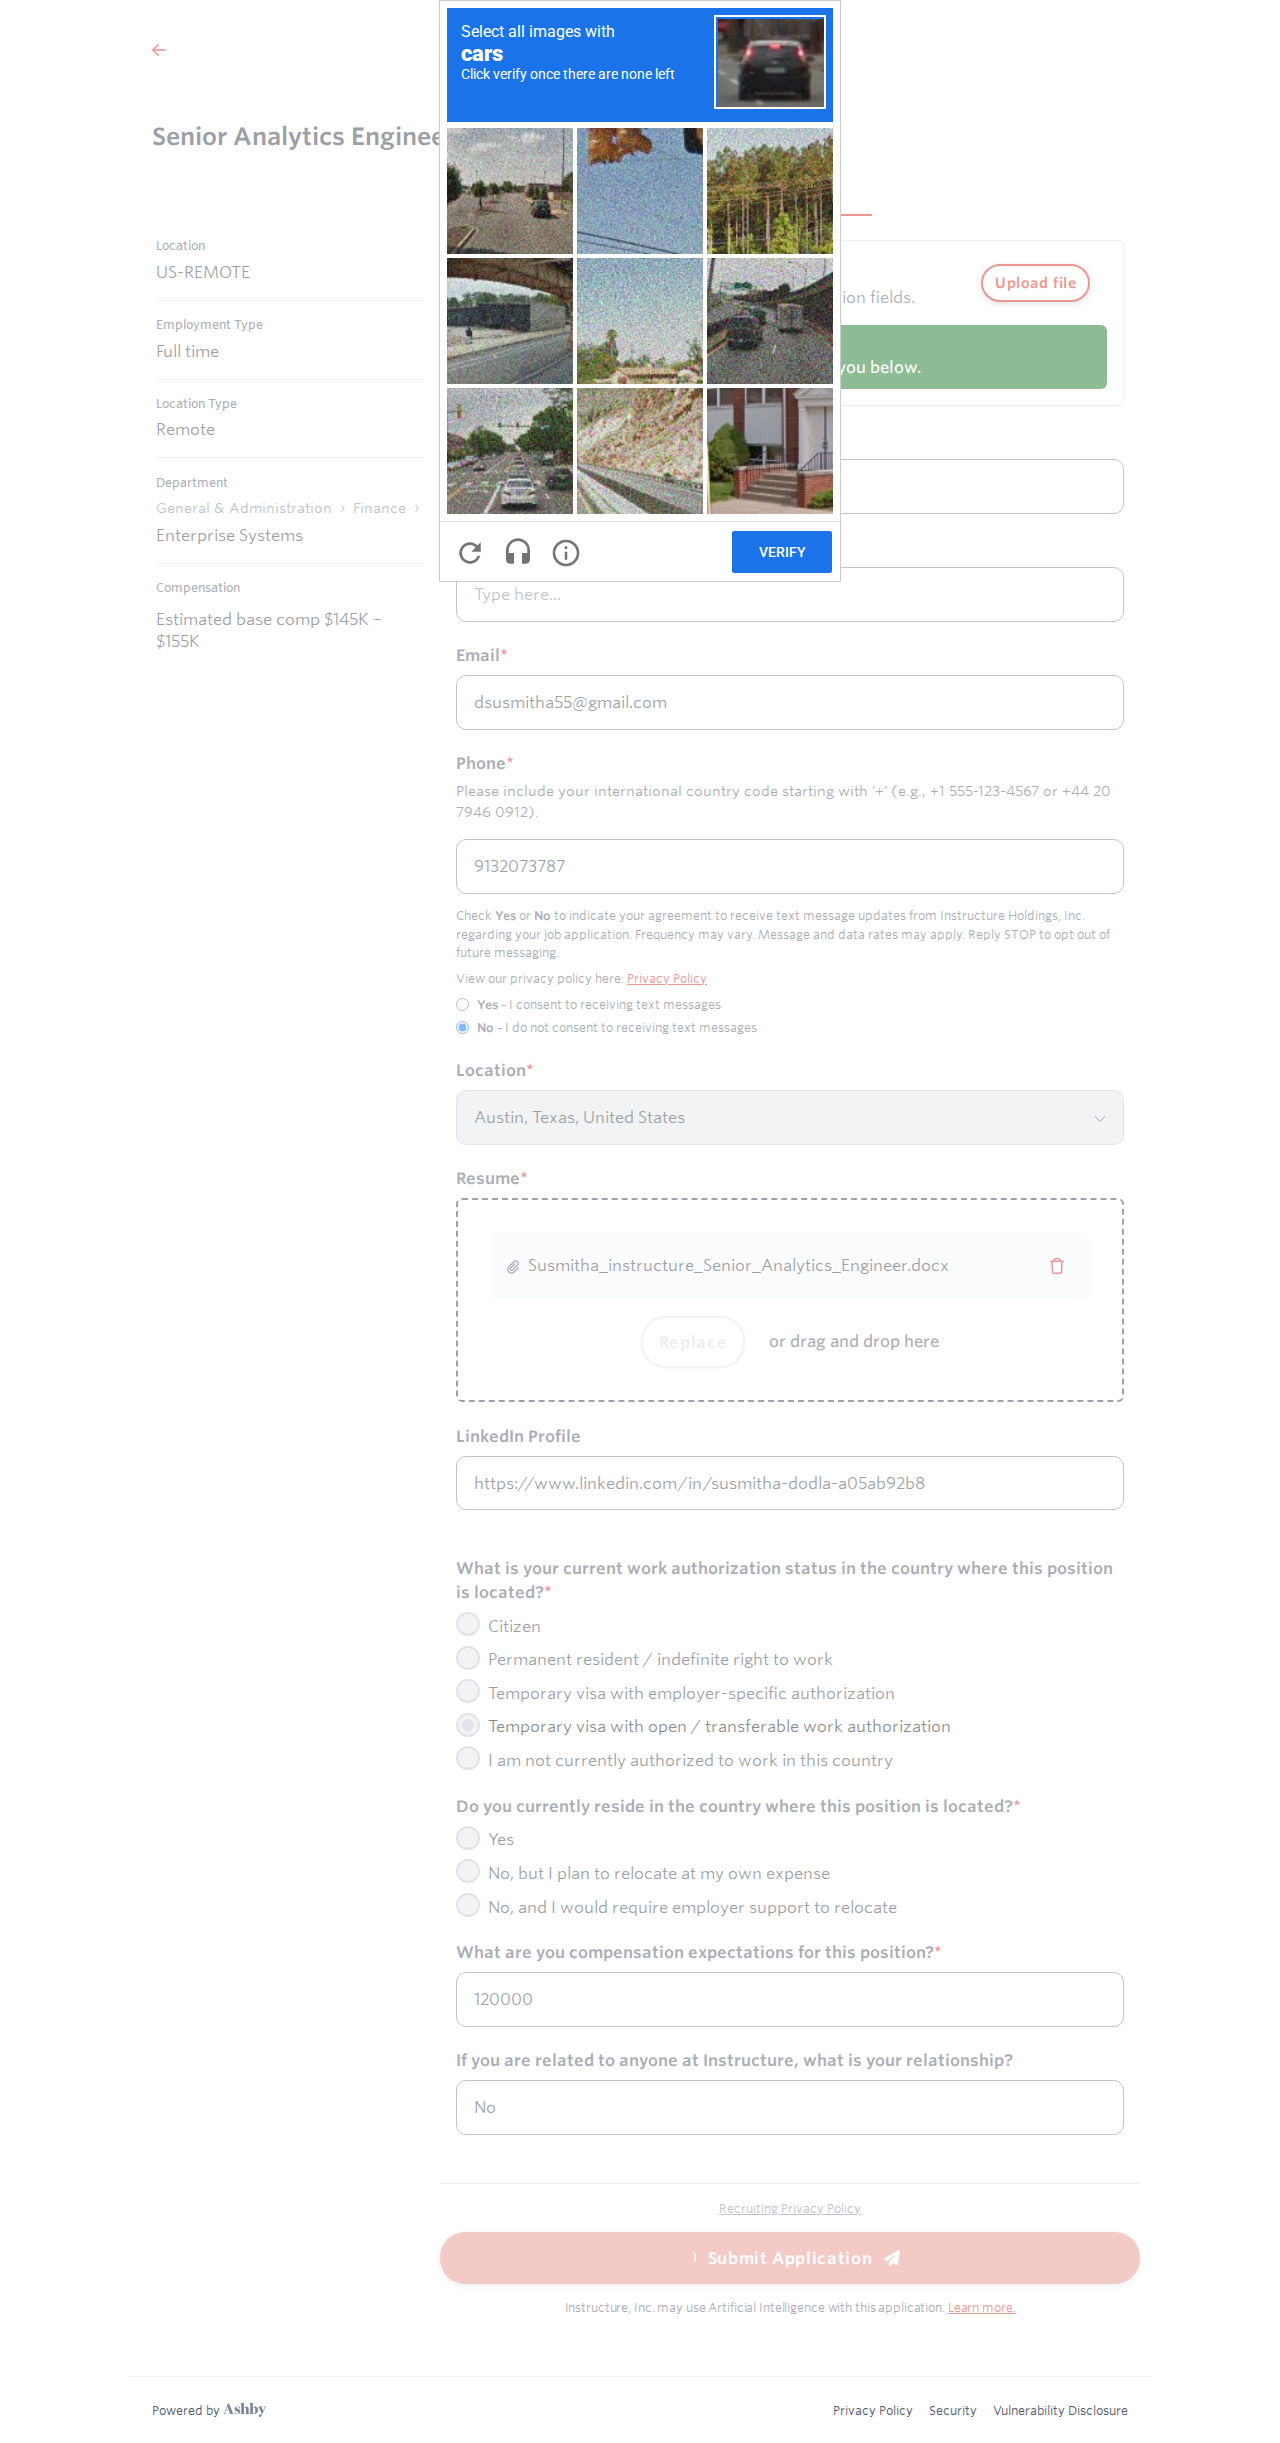 Select all images with
cars
Click verify once there are none left
Senior Analytics Enginee
Location
US-REMOTE
Employment Type
Full time
Location Type
Remote
Department
General & Administration › Finance ›
Enterprise Systems
Compensation
Estimated base comp $145K –
$155K
Upload file
ion fields.
you below.
VERIFY
Type here...
Email*
dsusmitha55@gmail.com
Phone*
Please include your international country code starting with '+' (e.g., +1 555-123-4567 or +44 20
7946 0912).
9132073787
Check Yes or No to indicate your agreement to receive text message updates from Instructure Holdings, Inc.
regarding your job application. Frequency may vary. Message and data rates may apply. Reply STOP to opt out of
future messaging.
View our privacy policy here: Privacy Policy
Yes - I consent to receiving text messages
No - I do not consent to receiving text messages
Location*
Austin, Texas, United States
Resume*
Susmitha_instructure_Senior_Analytics_Engineer.docx
Replace or drag and drop here
LinkedIn Profile
https://www.linkedin.com/in/susmitha-dodla-a05ab92b8
What is your current work authorization status in the country where this position
is located?*
Citizen
Permanent resident / indefinite right to work
Temporary visa with employer-specific authorization
Temporary visa with open / transferable work authorization
I am not currently authorized to work in this country
Do you currently reside in the country where this position is located?*
Yes
No, but I plan to relocate at my own expense
No, and I would require employer support to relocate
What are you compensation expectations for this position?*
120000
If you are related to anyone at Instructure, what is your relationship?
No
Recruiting Privacy Policy
Submit Application
Instructure, Inc. may use Artificial Intelligence with this application. Learn more.
Powered by Ashby
Privacy Policy Security Vulnerability Disclosure